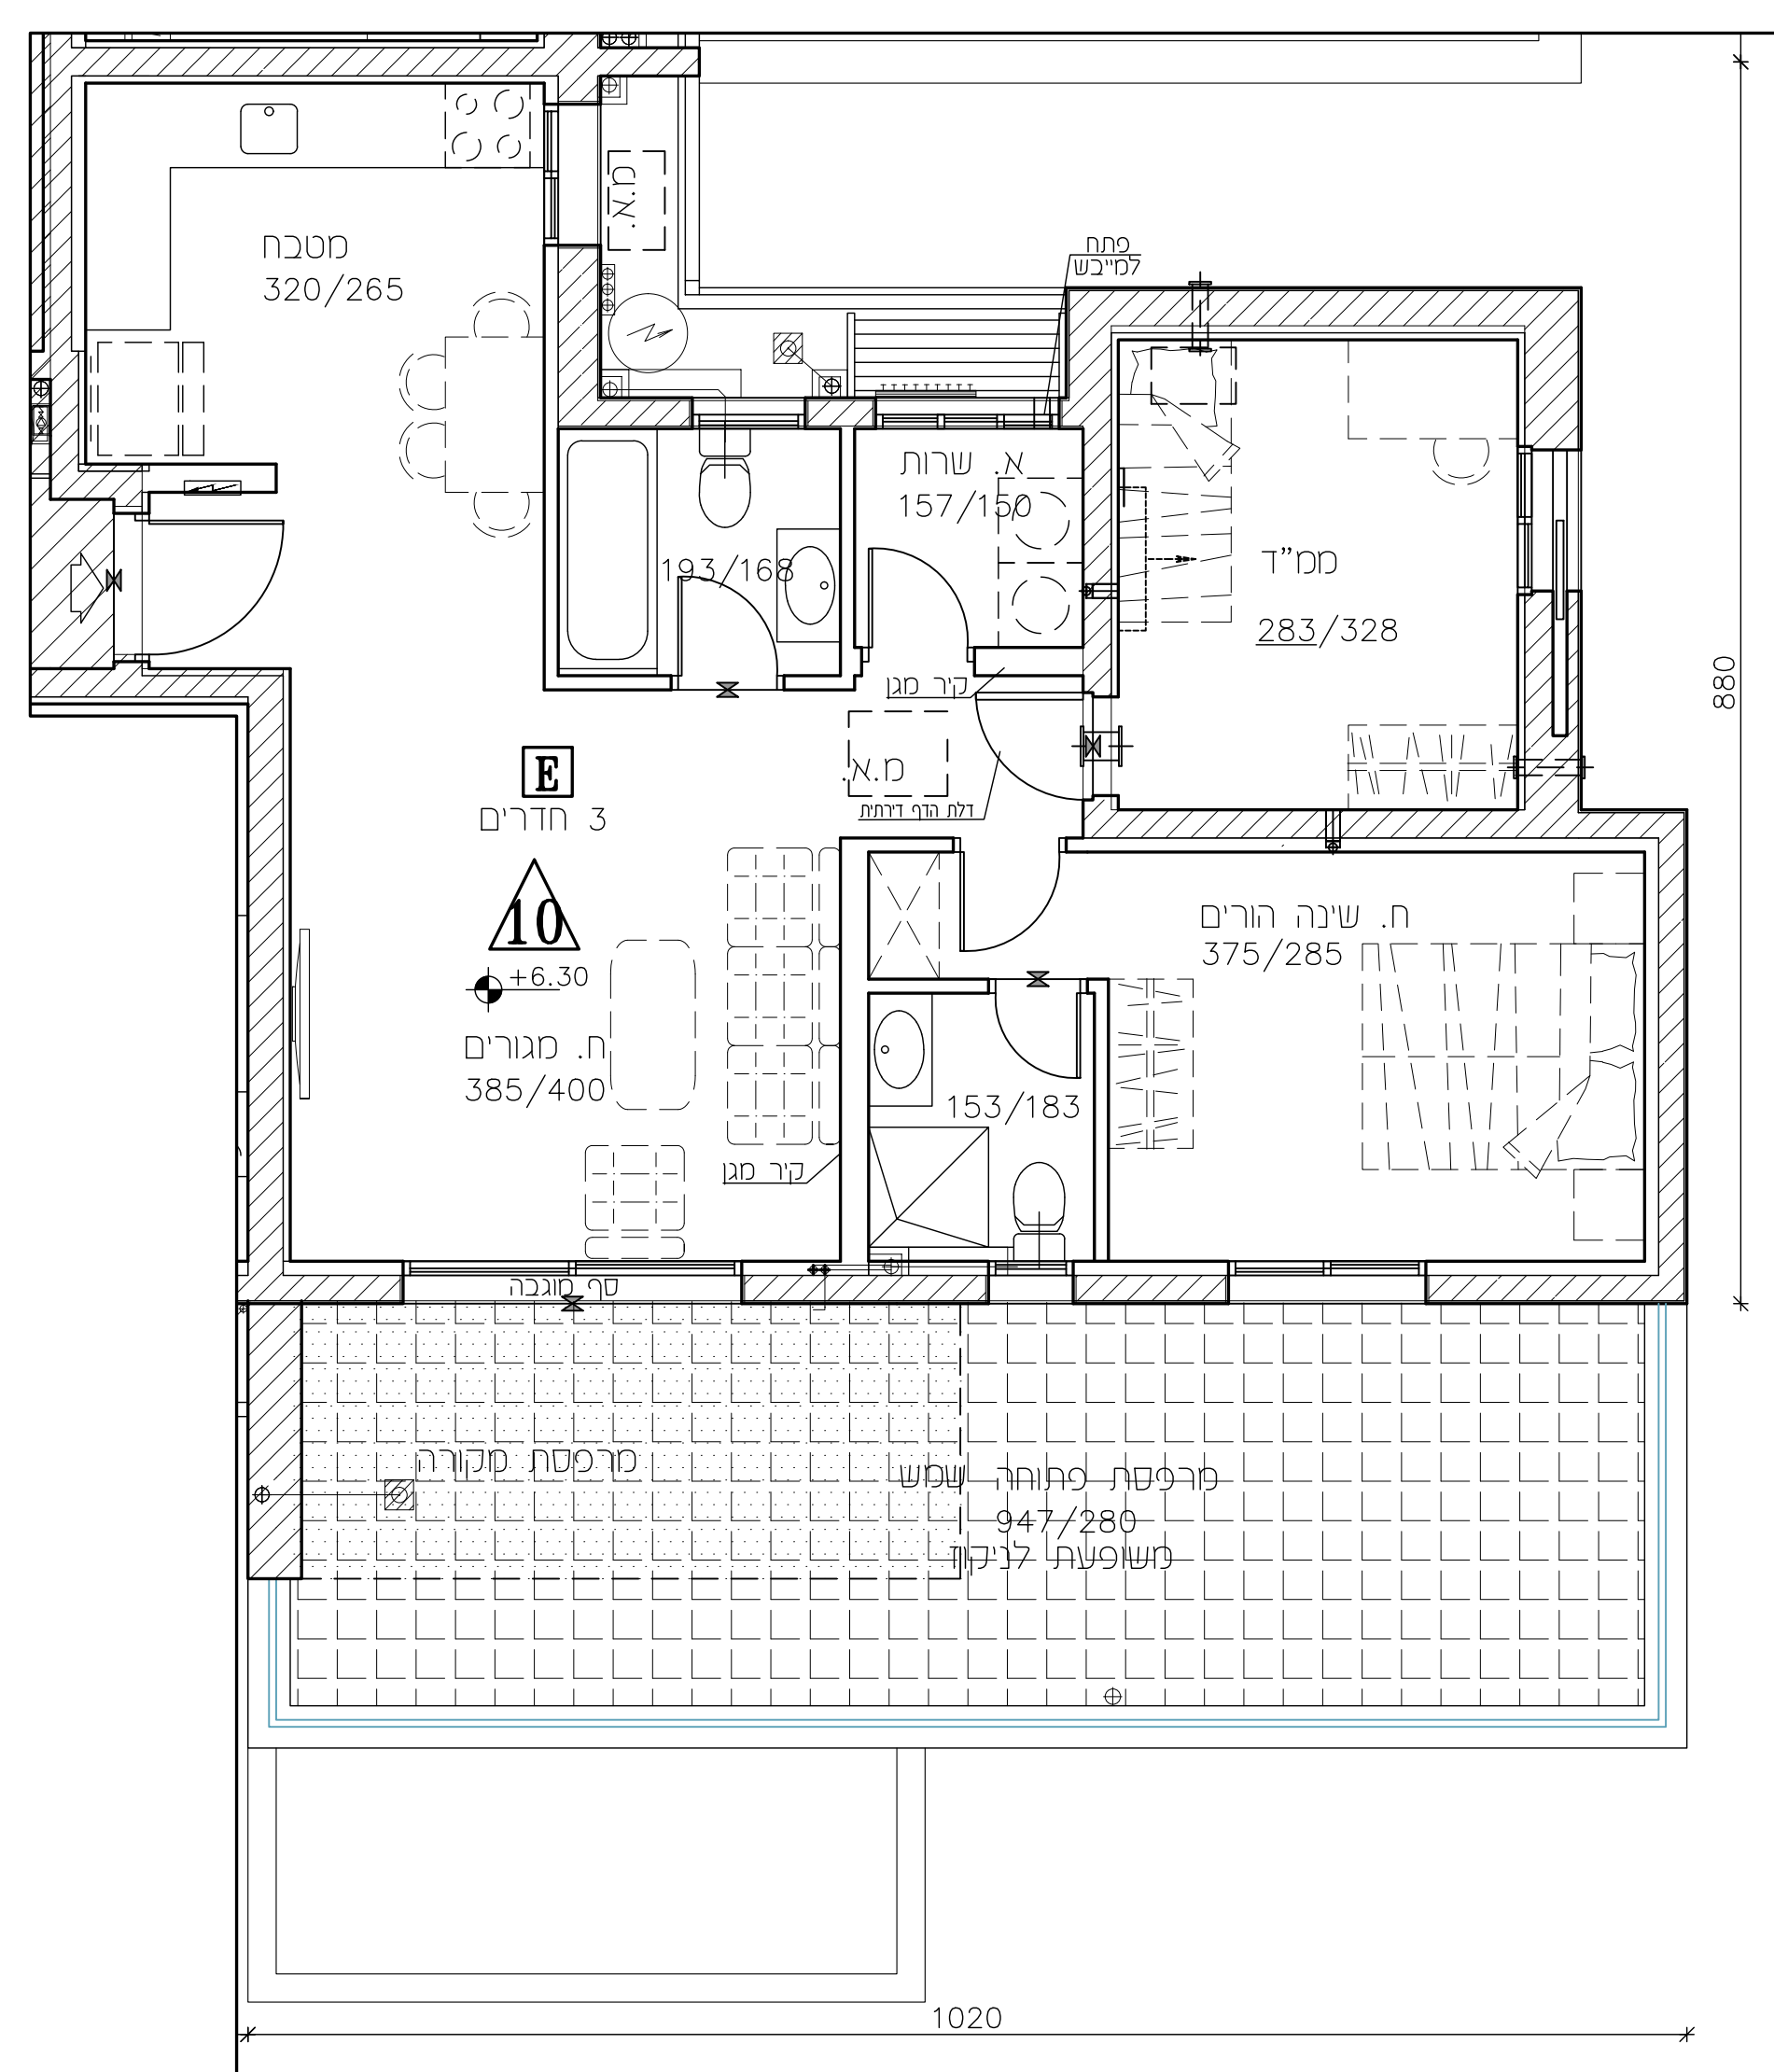 מ.א.
פתח
למייבש
מטבח
320/265
א. שרות
157/150
193/168
ממ"ד
283/328
880
קיר מגן
מ.א.
דלת הדף דירתית
E
3 חדרים
10
+6.30
ח. מגורים
385/400
ח. שינה הורים
375/285
153/183
קיר מגן
סף מוגבה
מרפסת מקורה
מרפסת פתוחה שמש
947/280
משופעת לניקוז
1020